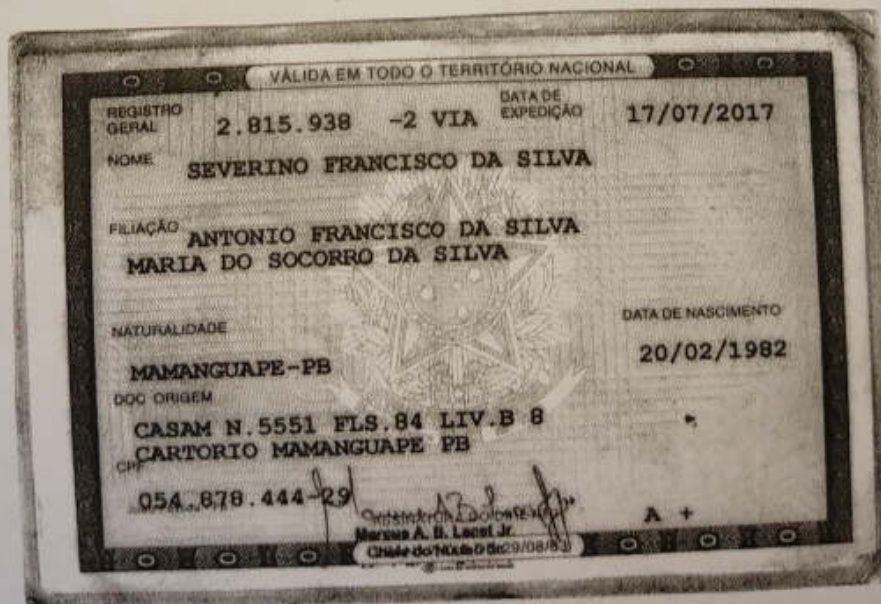 VÁLIDA EM TODO O TERRITÓRIO NACIONAL
REGISTRO GERAL 2.815.938 -2 VIA DATA DE EXPEDIÇÃO 17/07/2017
NOME SEVERINO FRANCISCO DA SILVA
FILIAÇÃO ANTONIO FRANCISCO DA SILVA
MARIA DO SOCORRO DA SILVA
NATURALIDADE DATA DE NASCIMENTO
MAMANGUAPE-PB 20/02/1982
DOC ORIGEM
CASAM N.5551 FLS.84 LIV.B 8
CARTORIO MAMANGUAPE PB
CPF
054.878.444-29
A +
29/08/83